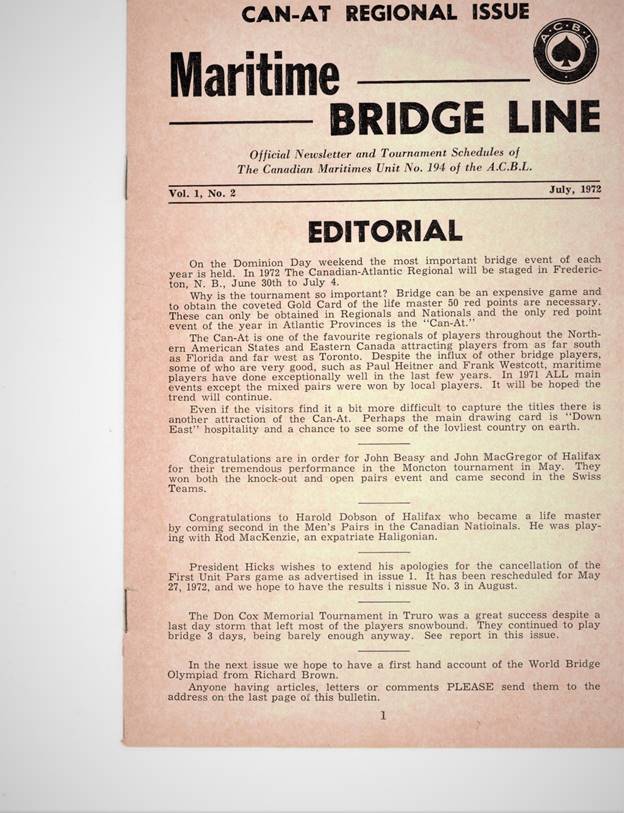 CAN-AT REGIONAL ISSUE
A·C·B·L
Maritime
BRIDGE LINE
Official Newsletter and Tournament Schedules of
The Canadian Maritimes Unit No. 194 of the A.C.B.L.
Vol. 1, No. 2 July, 1972
EDITORIAL
On the Dominion Day weekend the most important bridge event of each
year is held. In 1972 The Canadian-Atlantic Regional will be staged in Frederic-
ton, N. B., June 30th to July 4.
Why is the tournament so important? Bridge can be an expensive game and
to obtain the coveted Gold Card of the life master 50 red points are necessary.
These can only be obtained in Regionals and Nationals and the only red point
event of the year in Atlantic Provinces is the "Can-At."
The Can-At is one of the favourite regionals of players throughout the North-
ern American States and Eastern Canada attracting players from as far south
as Florida and far west as Toronto. Despite the influx of other bridge players,
some of who are very good, such as Paul Heitner and Frank Westcott, maritime
players have done exceptionally well in the last few years. In 1971 ALL main
events except the mixed pairs were won by local players. It will be hoped the
trend will continue.
Even if the visitors find it a bit more difficult to capture the titles there is
another attraction of the Can-At. Perhaps the main drawing card is "Down
East" hospitality and a chance to see some of the lovliest country on earth.
Congratulations are in order for John Beasy and John MacGregor of Halifax
for their tremendous performance in the Moncton tournament in May. They
won both the knock-out and open pairs event and came second in the Swiss
Teams.
Congratulations to Harold Dobson of Halifax who became a life master
by coming second in the Men's Pairs in the Canadian Natioinals. He was play-
ing with Rod MacKenzie, an expatriate Haligonian.
President Hicks wishes to extend his apologies for the cancellation of the
First Unit Pars game as advertised in issue 1. It has been rescheduled for May
27, 1972, and we hope to have the results i nissue No. 3 in August.
The Don Cox Memorial Tournament in Truro was a great success despite a
last day storm that left most of the players snowbound. They continued to play
bridge 3 days, being barely enough anyway. See report in this issue.
In the next issue we hope to have a first hand account of the World Bridge
Olympiad from Richard Brown.
Anyone having articles, letters or comments PLEASE send them to the
address on the last page of this bulletin.
1